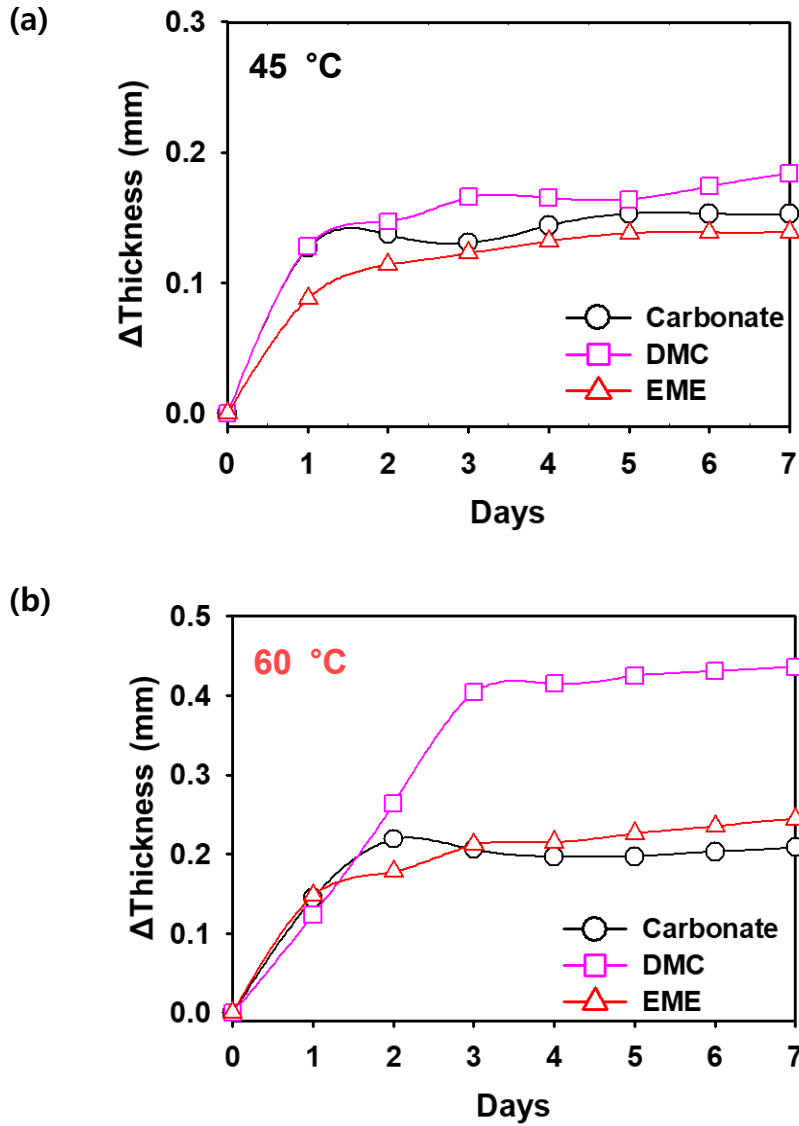 (a)
0.3
45 °C
0.2
0.1
0.0
ΔThickness (mm)
Carbonate
DMC
EME
0 1 2 3 4 5 6 7
Days
(b)
0.5
60 °C
0.4
0.3
0.2
0.1
0.0
ΔThickness (mm)
Carbonate
DMC
EME
0 1 2 3 4 5 6 7
Days